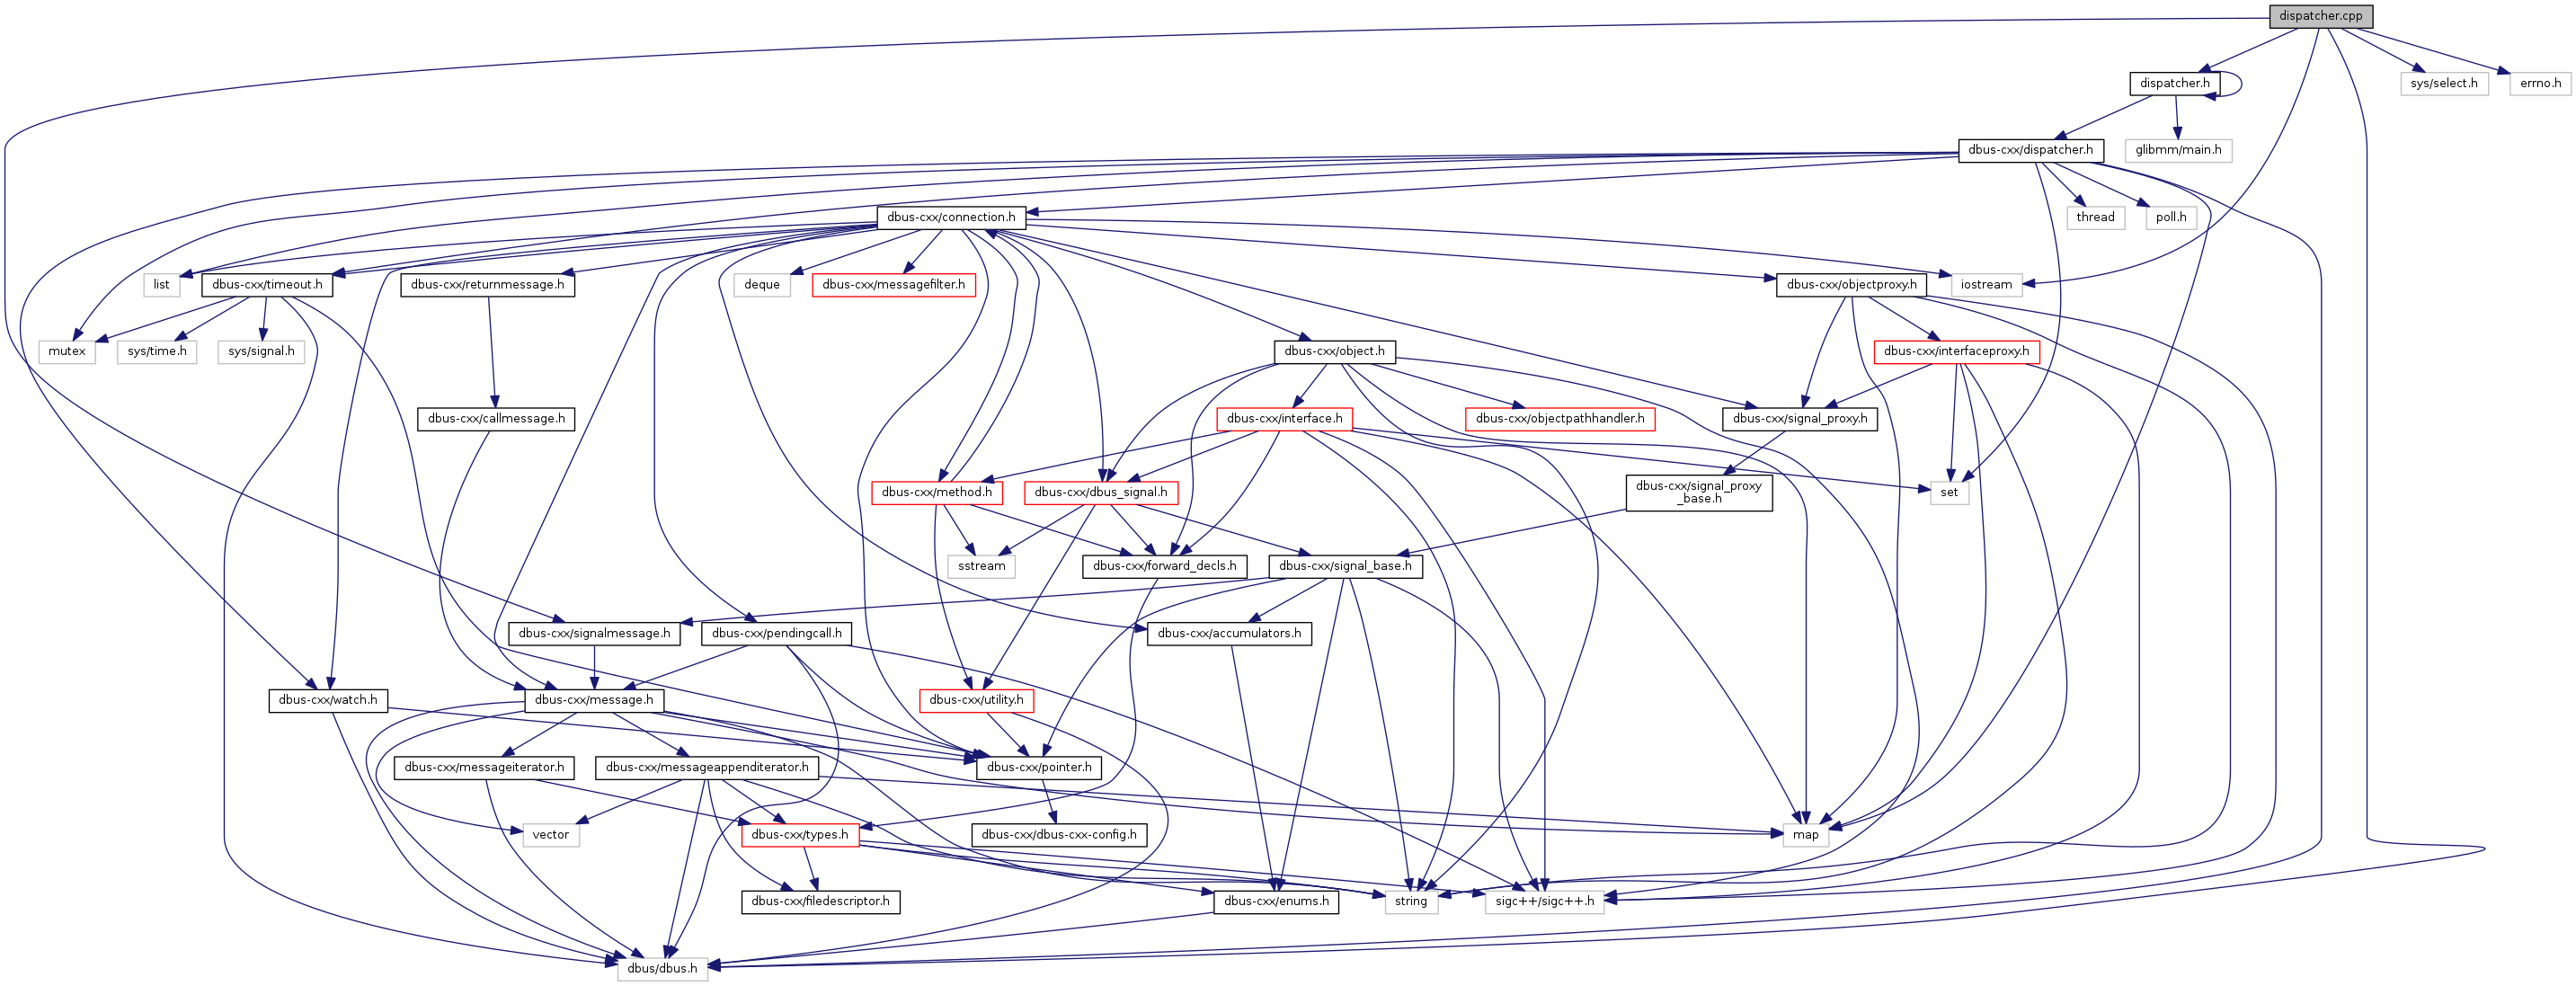 dispatcher.cpp
dispatcher.h
sys/select.h
errno.h
dbus-cxx/dispatcher.h
glibmm/main.h
dbus-cxx/connection.h
thread
poll.h
list
dbus-cxx/timeout.h
dbus-cxx/returnmessage.h
deque
dbus-cxx/messagefilter.h
dbus-cxx/objectproxy.h
iostream
mutex
sys/time.h
sys/signal.h
dbus-cxx/object.h
dbus-cxx/interfaceproxy.h
dbus-cxx/callmessage.h
dbus-cxx/interface.h
dbus-cxx/objectpathhandler.h
dbus-cxx/signal_proxy.h
dbus-cxx/method.h
dbus-cxx/dbus_signal.h
dbus-cxx/signal_proxy
_base.h
set
sstream
dbus-cxx/forward_decls.h
dbus-cxx/signal_base.h
dbus-cxx/signalmessage.h
dbus-cxx/pendingcall.h
dbus-cxx/accumulators.h
dbus-cxx/watch.h
dbus-cxx/message.h
dbus-cxx/utility.h
dbus-cxx/messageiterator.h
dbus-cxx/messageappenditerator.h
dbus-cxx/pointer.h
vector
dbus-cxx/types.h
dbus-cxx/dbus-cxx-config.h
map
dbus-cxx/filedescriptor.h
dbus-cxx/enums.h
string
sigc++/sigc++.h
dbus/dbus.h